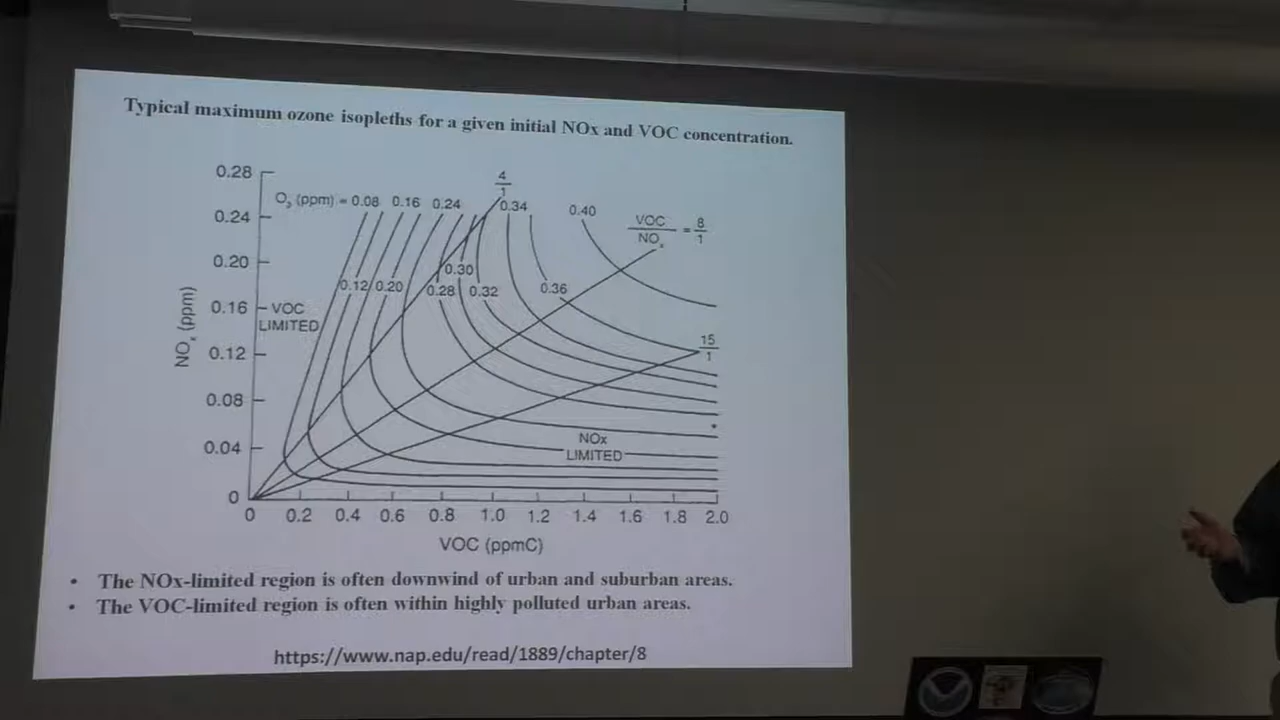 Typical maximum ozone isopleths for a given initial NOx and VOC concentration.
0.28
4
1
O₃ (ppm) = 0.08 0.16 0.24 0.34 0.40
0.24
VOC
NOₓ
= 8
1
0.20
0.30
0.12 0.20 0.28 0.32 0.36
0.16
VOC
LIMITED
NOₓ (ppm)
15
1
0.12
0.08
NOx
LIMITED
0.04
0
0 0.2 0.4 0.6 0.8 1.0 1.2 1.4 1.6 1.8 2.0
VOC (ppmC)
• The NOx-limited region is often downwind of urban and suburban areas.
• The VOC-limited region is often within highly polluted urban areas.
https://www.nap.edu/read/1889/chapter/8